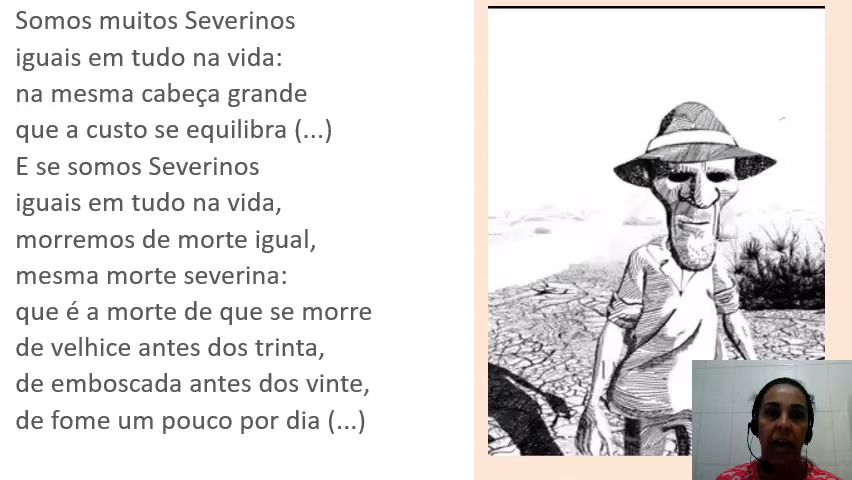 Somos muitos Severinos
iguais em tudo na vida:
na mesma cabeça grande
que a custo se equilibra (...)
E se somos Severinos
iguais em tudo na vida,
morremos de morte igual,
mesma morte severina:
que é a morte de que se morre
de velhice antes dos trinta,
de emboscada antes dos vinte,
de fome um pouco por dia (...)